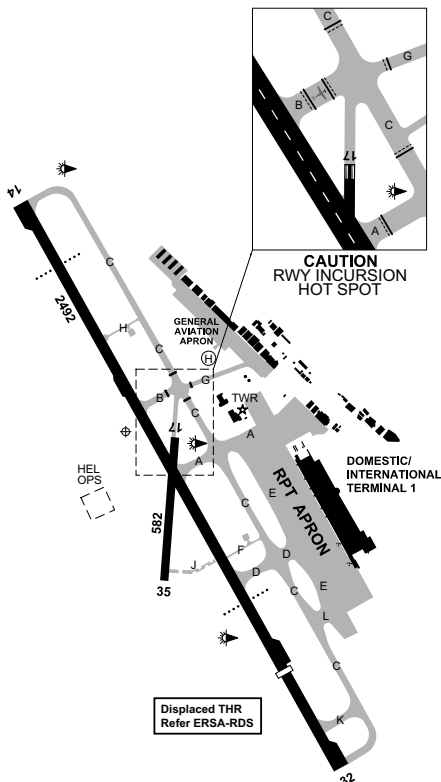 C
G
B
C
17
A
CAUTION
RWY INCURSION
HOT SPOT
14
C
2492
H
GENERAL
AVIATION
APRON
H
C
G
B
C
TWR
17
A
A
DOMESTIC/
INTERNATIONAL
TERMINAL 1
HEL
OPS
E
C
RPT APRON
582
F
D
J
D
C
E
35
L
C
Displaced THR
Refer ERSA-RDS
K
32